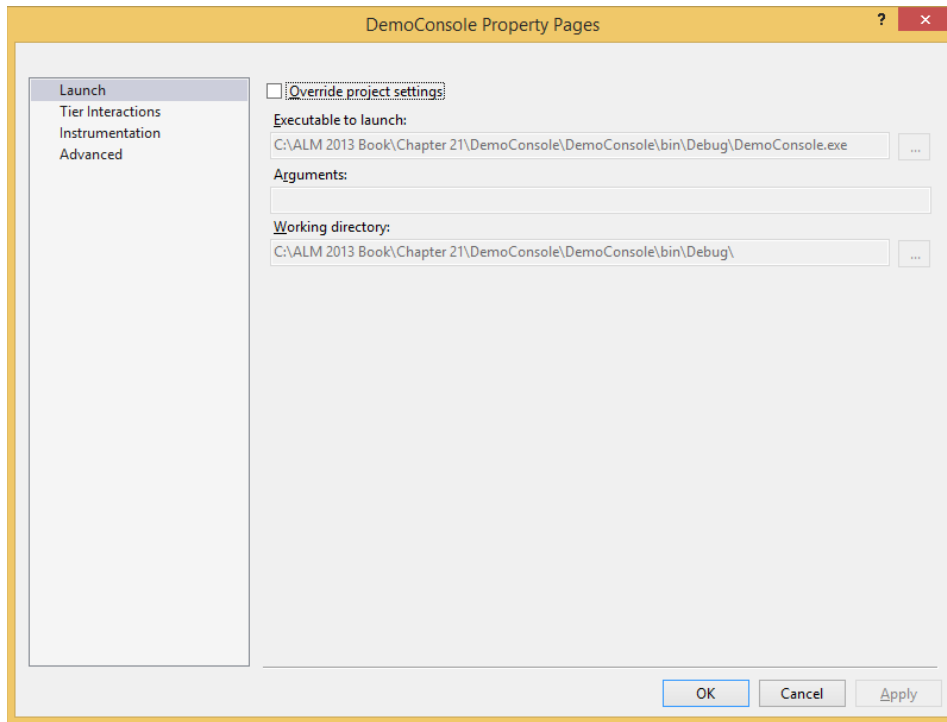 DemoConsole Property Pages
?
Launch
Tier Interactions
Instrumentation
Advanced
Override project settings
Executable to launch:
C:\ALM 2013 Book\Chapter 21\DemoConsole\DemoConsole\bin\Debug\DemoConsole.exe
...
Arguments:
Working directory:
C:\ALM 2013 Book\Chapter 21\DemoConsole\DemoConsole\bin\Debug\
...
OK
Cancel
Apply